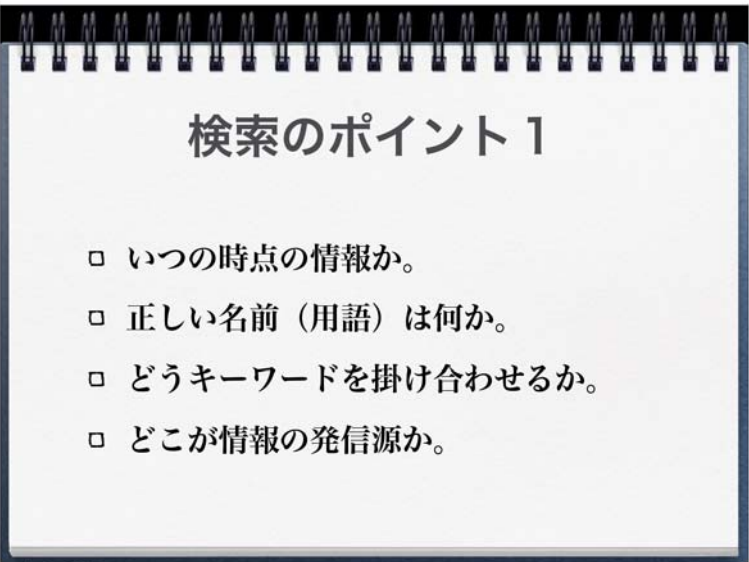 検索のポイント1
□ いつの時点の情報か。
□ 正しい名前（用語）は何か。
□ どうキーワードを掛け合わせるか。
□ どこが情報の発信源か。